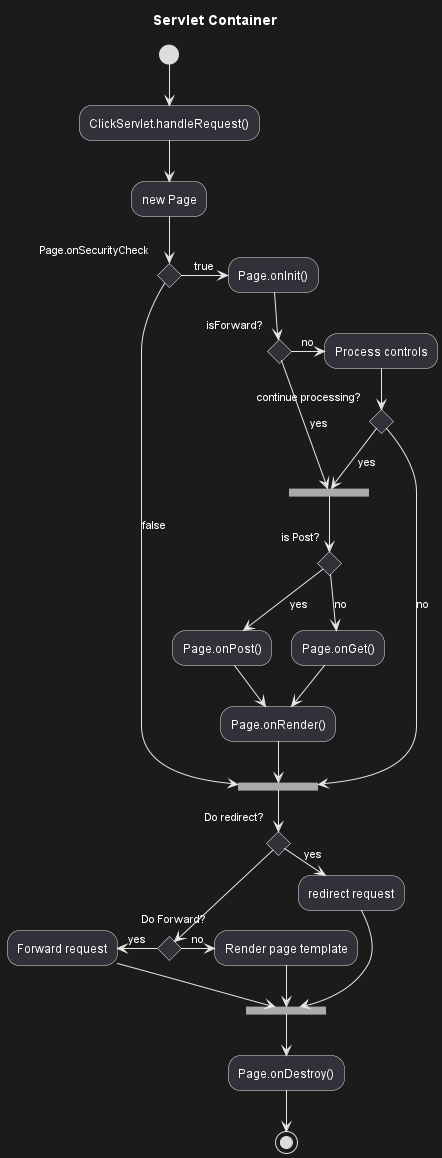 Servlet Container
ClickServlet.handleRequest()
new Page
Page.onSecurityCheck
true
Page.onInit()
isForward?
no
Process controls
continue processing?
yes
yes
false
is Post?
yes
no
no
Page.onPost()
Page.onGet()
Page.onRender()
Do redirect?
yes
redirect request
Do Forward?
yes
no
Forward request
Render page template
Page.onDestroy()